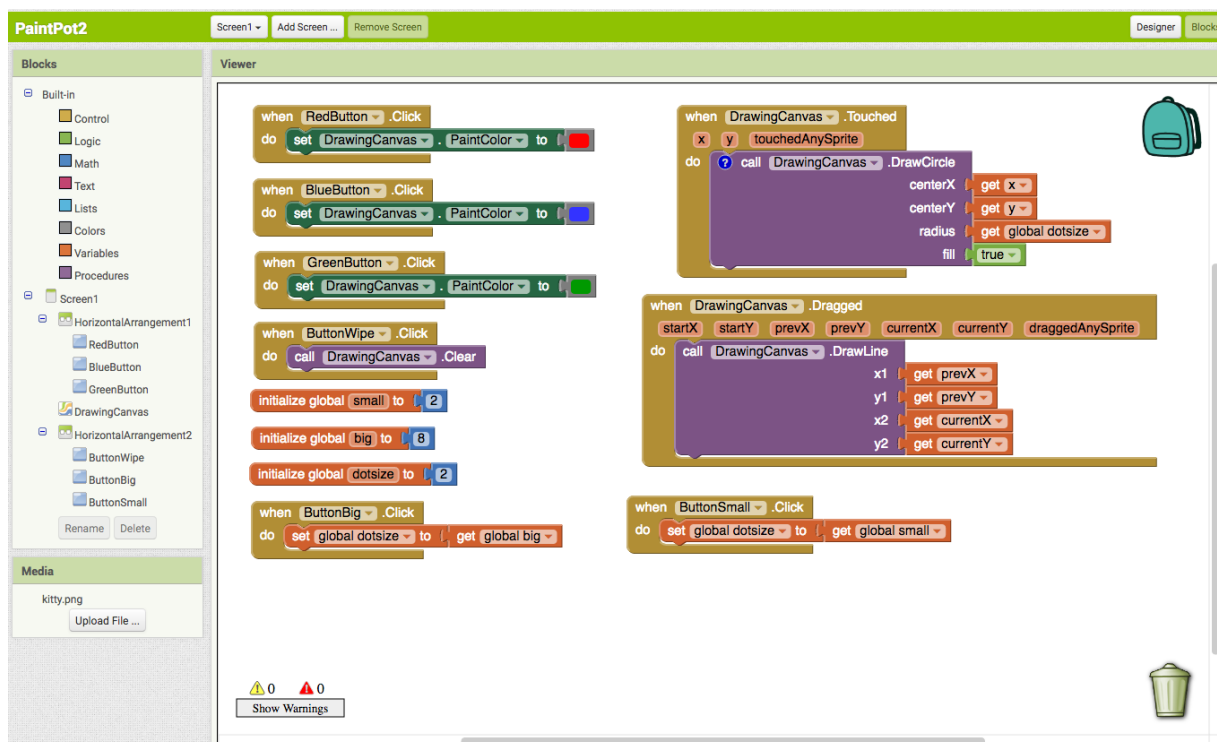 PaintPot2
Screen1
Add Screen ...
Remove Screen
Designer
Blocks
Blocks
Viewer
Built-in
Control
Logic
Math
Text
Lists
Colors
Variables
Procedures
Screen1
HorizontalArrangement1
RedButton
BlueButton
GreenButton
DrawingCanvas
HorizontalArrangement2
ButtonWipe
ButtonBig
ButtonSmall
Rename
Delete
Media
kitty.png
Upload File ...
when RedButton .Click
do set DrawingCanvas . PaintColor to
when BlueButton .Click
do set DrawingCanvas . PaintColor to
when GreenButton .Click
do set DrawingCanvas . PaintColor to
when ButtonWipe .Click
do call DrawingCanvas .Clear
initialize global small to 2
initialize global big to 8
initialize global dotsize to 2
when ButtonBig .Click
do set global dotsize to get global big
when DrawingCanvas .Touched
x y touchedAnySprite
do ? call DrawingCanvas .DrawCircle
centerX get x
centerY get y
radius get global dotsize
fill true
when DrawingCanvas .Dragged
startX startY prevX prevY currentX currentY draggedAnySprite
do call DrawingCanvas .DrawLine
x1 get prevX
y1 get prevY
x2 get currentX
y2 get currentY
when ButtonSmall .Click
do set global dotsize to get global small
0 0
Show Warnings